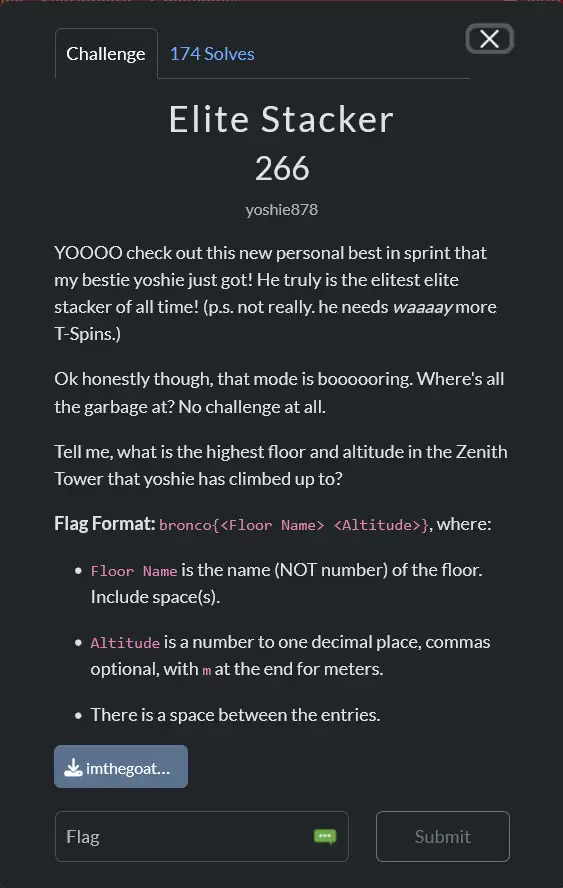 Challenge
174 Solves
Elite Stacker
266
yoshie878
YOOOO check out this new personal best in sprint that
my bestie yoshie just got! He truly is the elitest elite
stacker of all time! (p.s. not really. he needs waaaay more
T-Spins.)
Ok honestly though, that mode is boooooring. Where's all
the garbage at? No challenge at all.
Tell me, what is the highest floor and altitude in the Zenith
Tower that yoshie has climbed up to?
Flag Format: bronco{<Floor Name> <Altitude>}, where:
• Floor Name is the name (NOT number) of the floor.
Include space(s).
• Altitude is a number to one decimal place, commas
optional, with m at the end for meters.
• There is a space between the entries.
imthegoat...
Flag
Submit